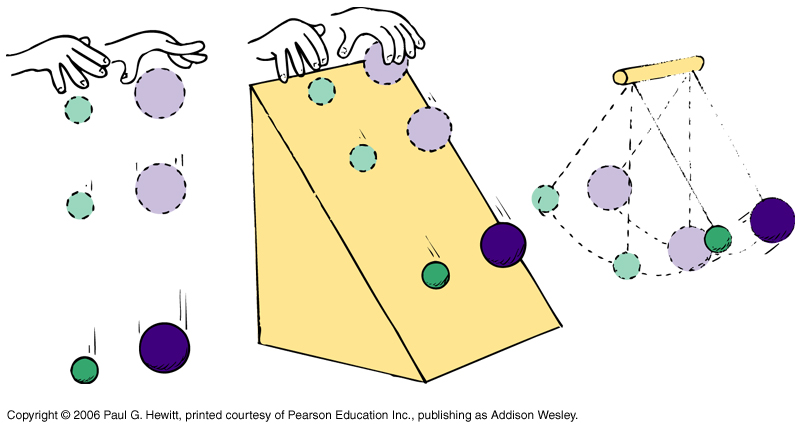 Copyright © 2006 Paul G. Hewitt, printed courtesy of Pearson Education Inc., publishing as Addison Wesley.